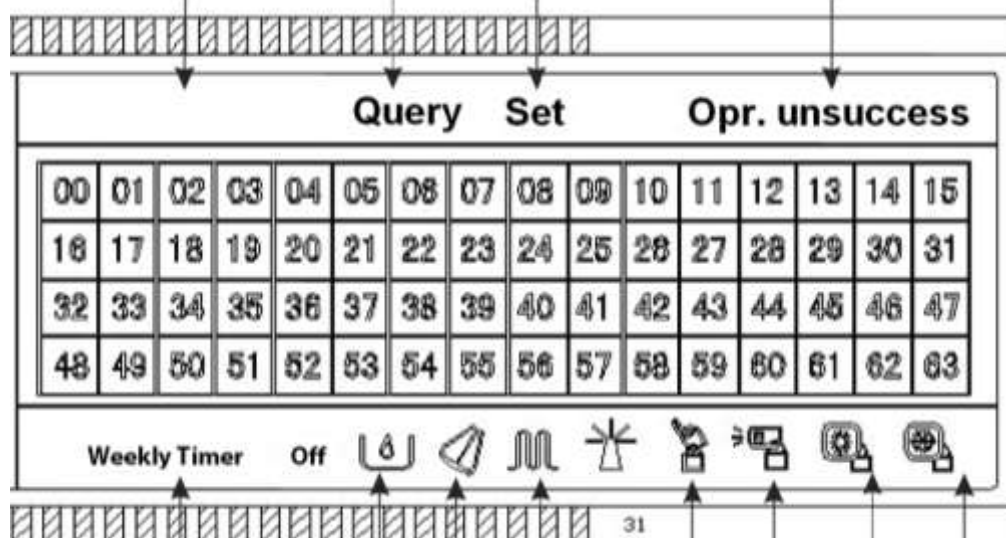 Query Set Opr. unsuccess
00 01 02 03 04 05 06 07 08 09 10 11 12 13 14 15
16 17 18 19 20 21 22 23 24 25 26 27 28 29 30 31
32 33 34 35 36 37 38 39 40 41 42 43 44 45 46 47
48 49 50 51 52 53 54 55 56 57 58 59 60 61 62 63
Weekly Timer Off
31